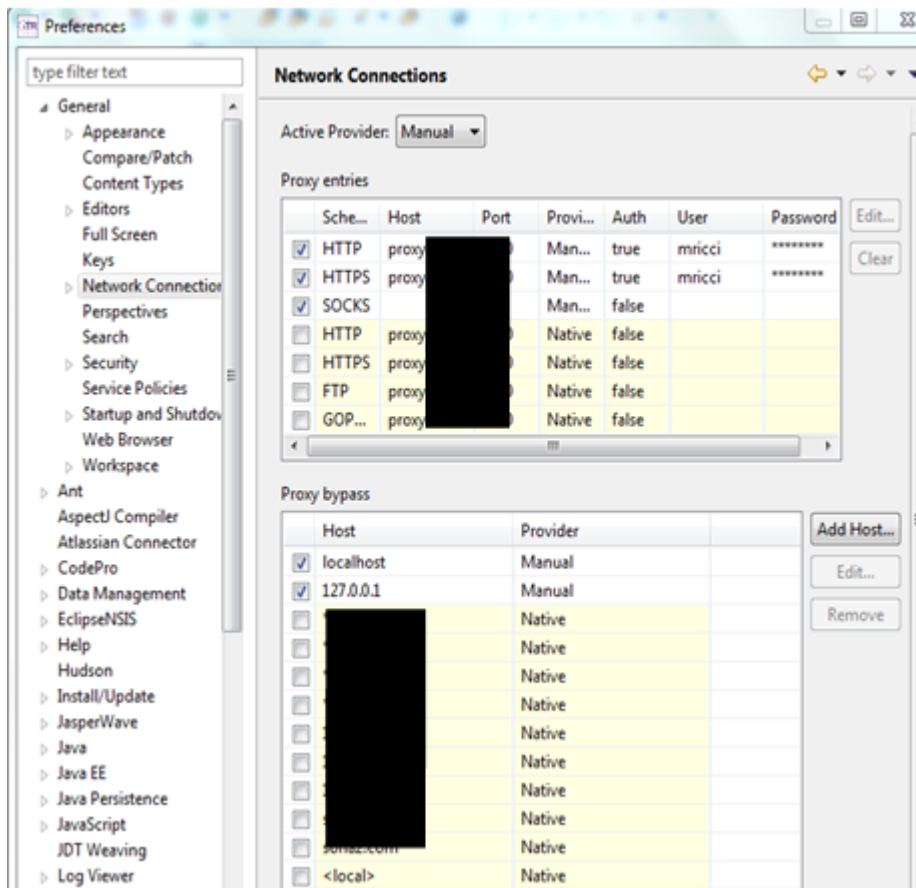 Preferences
type filter text
General
Appearance
Compare/Patch
Content Types
Editors
Full Screen
Keys
Network Connection
Perspectives
Search
Security
Service Policies
Startup and Shutdow
Web Browser
Workspace
Ant
AspectJ Compiler
Atlassian Connector
CodePro
Data Management
EclipseNSIS
Help
Hudson
Install/Update
JasperWave
Java
Java EE
Java Persistence
JavaScript
JDT Weaving
Log Viewer
Network Connections
Active Provider: Manual
Proxy entries
Sche... Host Port Provi... Auth User Password
HTTP proxy Man... true mricci ********
HTTPS proxy Man... true mricci ********
SOCKS Man... false
HTTP proxy Native false
HTTPS proxy Native false
FTP proxy Native false
GOP... proxy Native false
Edit...
Clear
Proxy bypass
Host Provider
localhost Manual
127.0.0.1 Manual
Native
Native
Native
Native
Native
Native
Native
Native
Native
<local> Native
Add Host...
Edit...
Remove